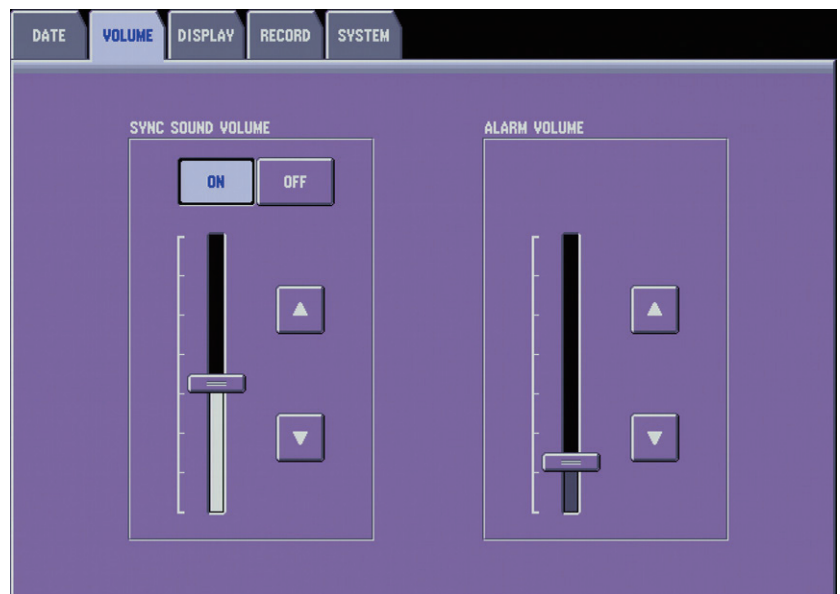 DATE VOLUME DISPLAY RECORD SYSTEM
SYNC SOUND VOLUME
ON OFF
ALARM VOLUME